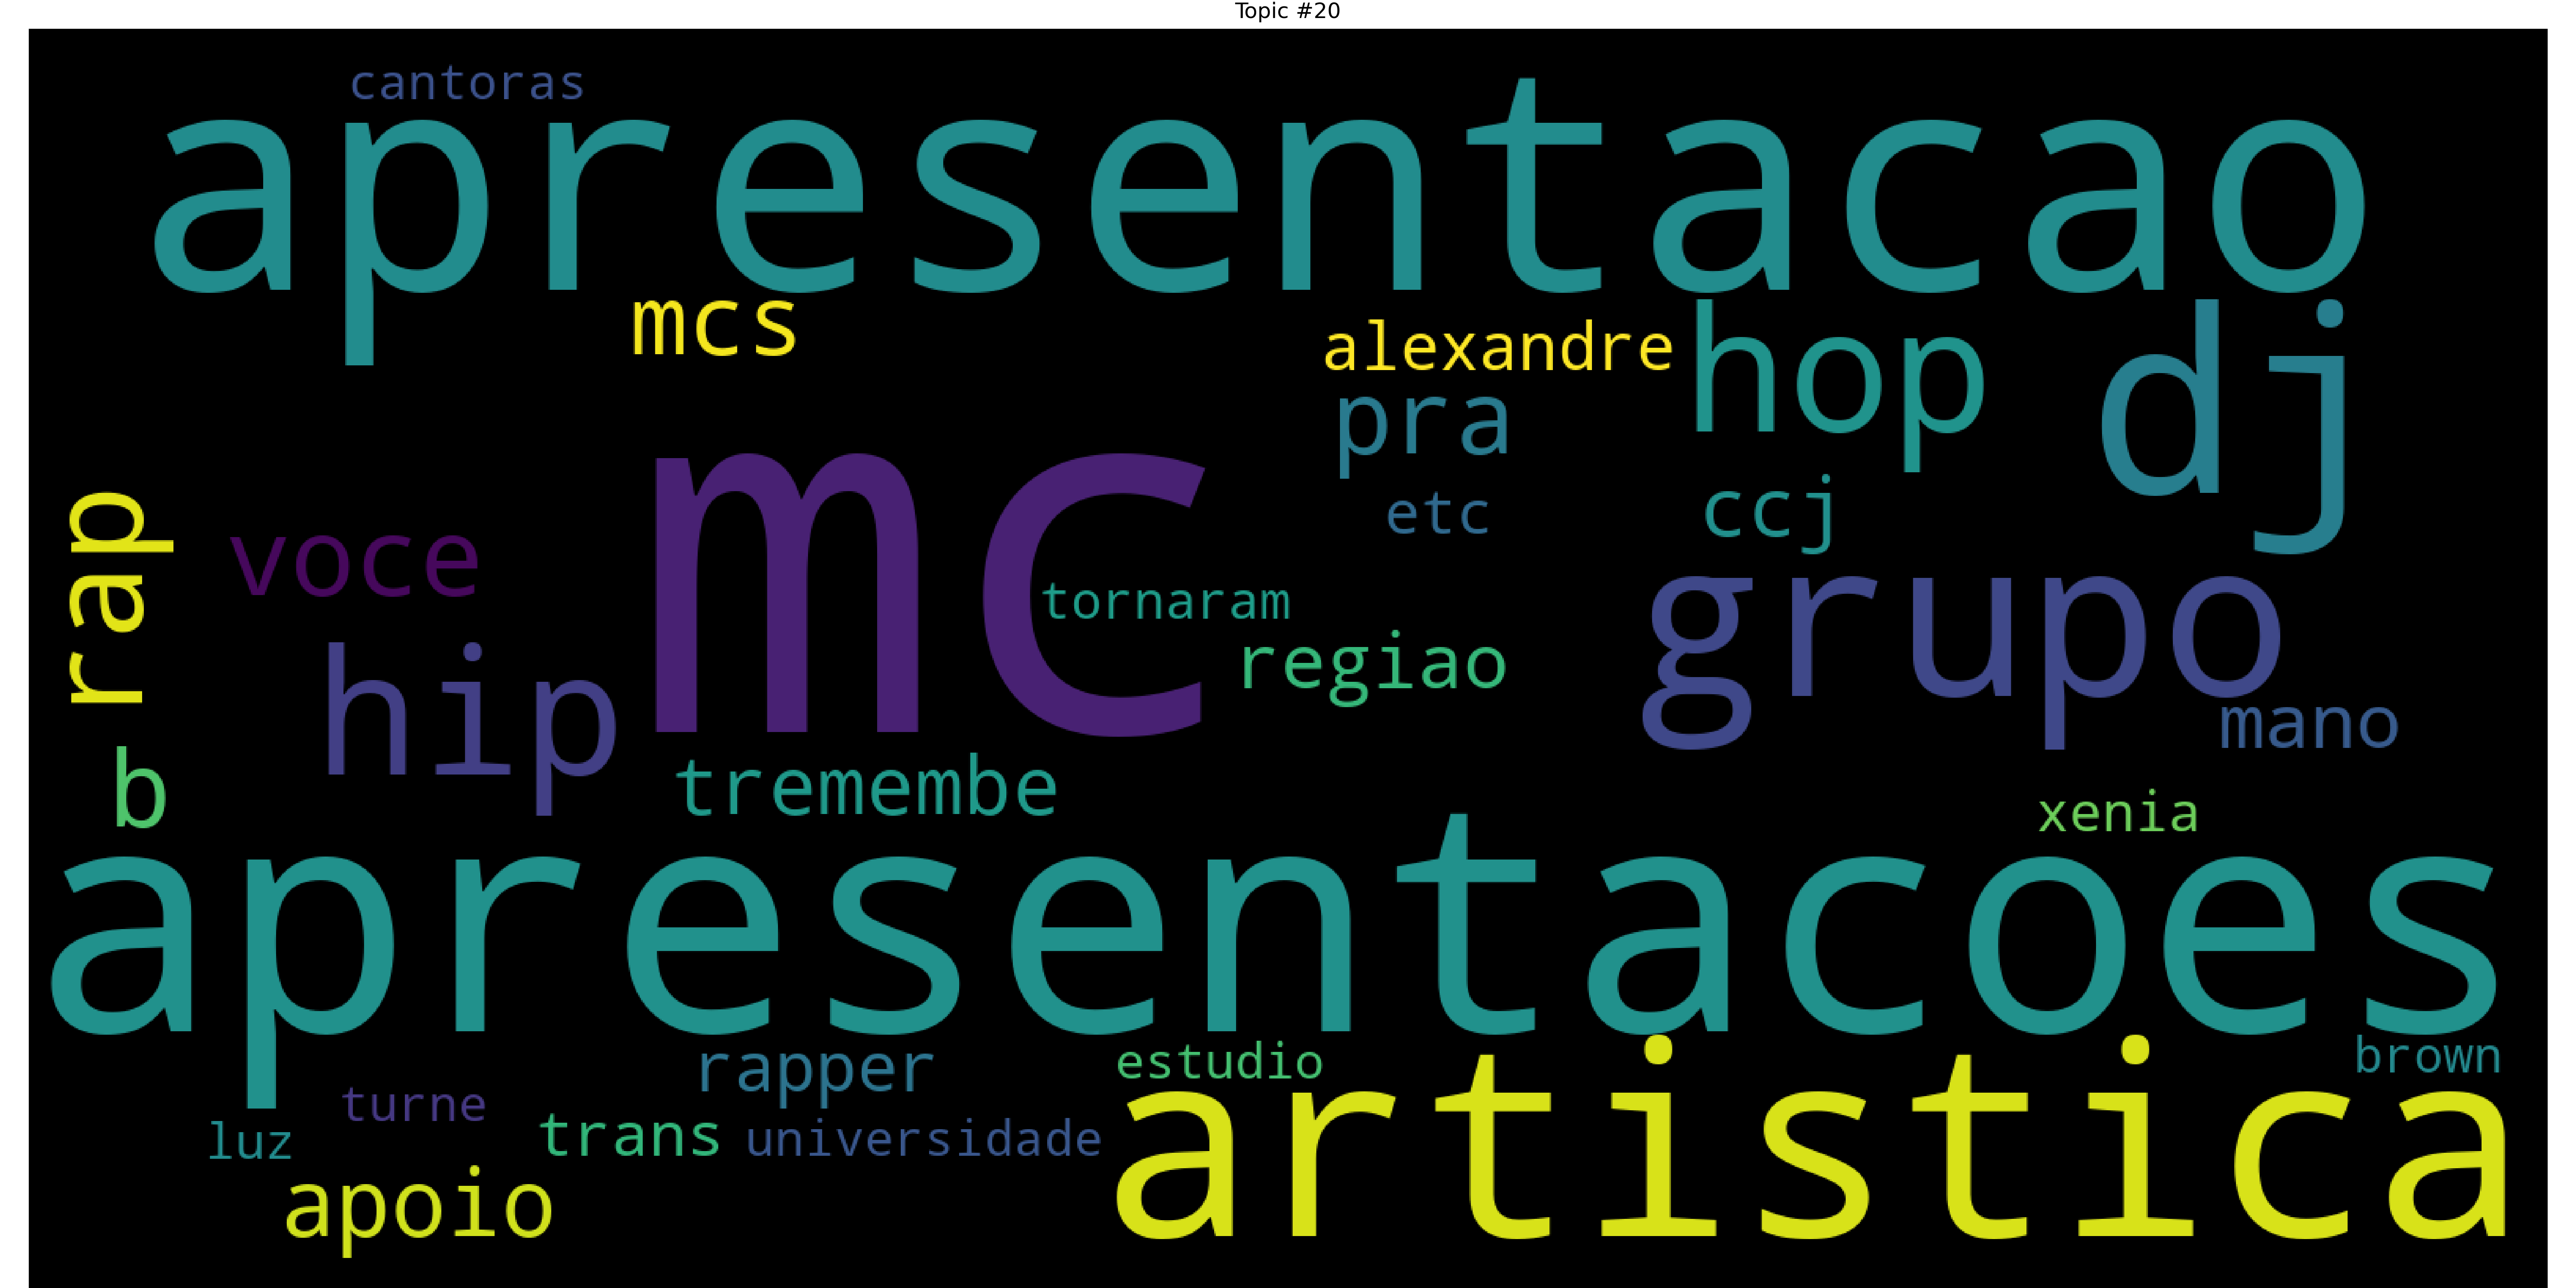 Topic #20
cantoras
apresentacao
mcs
alexandre
hop
dj
pra
mc
etc
ccj
rap
voce
tornaram
grupo
hip
regiao
mano
b
tremembe
xenia
apresentacoes
rapper
estudio
brown
turne
luz
trans
universidade
artistica
apoio